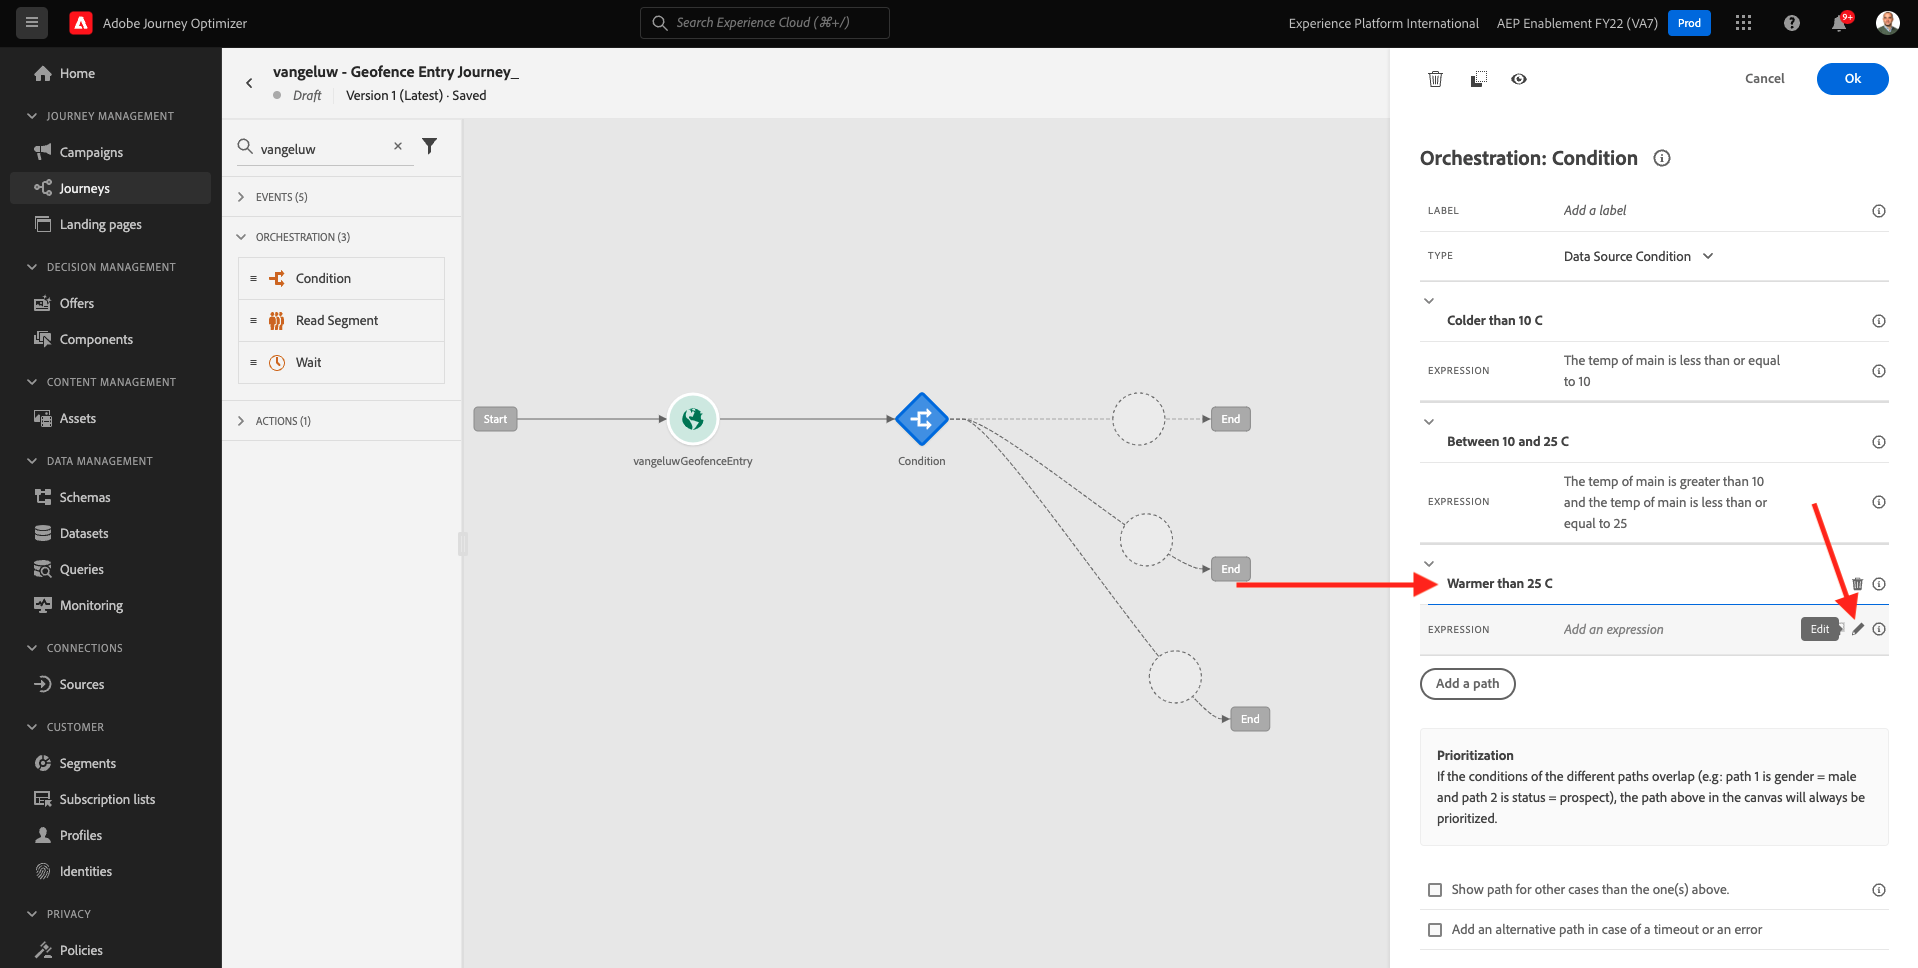 Adobe Journey Optimizer
Search Experience Cloud (⌘+/)
Experience Platform International
AEP Enablement FY22 (VA7)
Prod
9+
Home
JOURNEY MANAGEMENT
Campaigns
Journeys
Landing pages
DECISION MANAGEMENT
Offers
Components
CONTENT MANAGEMENT
Assets
DATA MANAGEMENT
Schemas
Datasets
Queries
Monitoring
CONNECTIONS
Sources
CUSTOMER
Segments
Subscription lists
Profiles
Identities
PRIVACY
Policies
vangeluw - Geofence Entry Journey_
Draft
Version 1 (Latest) · Saved
vangeluw
EVENTS (5)
ORCHESTRATION (3)
Condition
Read Segment
Wait
ACTIONS (1)
Start
vangeluwGeofenceEntry
Condition
End
End
End
Cancel
Ok
Orchestration: Condition
LABEL
Add a label
TYPE
Data Source Condition
Colder than 10 C
EXPRESSION
The temp of main is less than or equal
to 10
Between 10 and 25 C
EXPRESSION
The temp of main is greater than 10
and the temp of main is less than or
equal to 25
Warmer than 25 C
EXPRESSION
Add an expression
Edit
Add a path
Prioritization
If the conditions of the different paths overlap (e.g: path 1 is gender = male
and path 2 is status = prospect), the path above in the canvas will always be
prioritized.
Show path for other cases than the one(s) above.
Add an alternative path in case of a timeout or an error